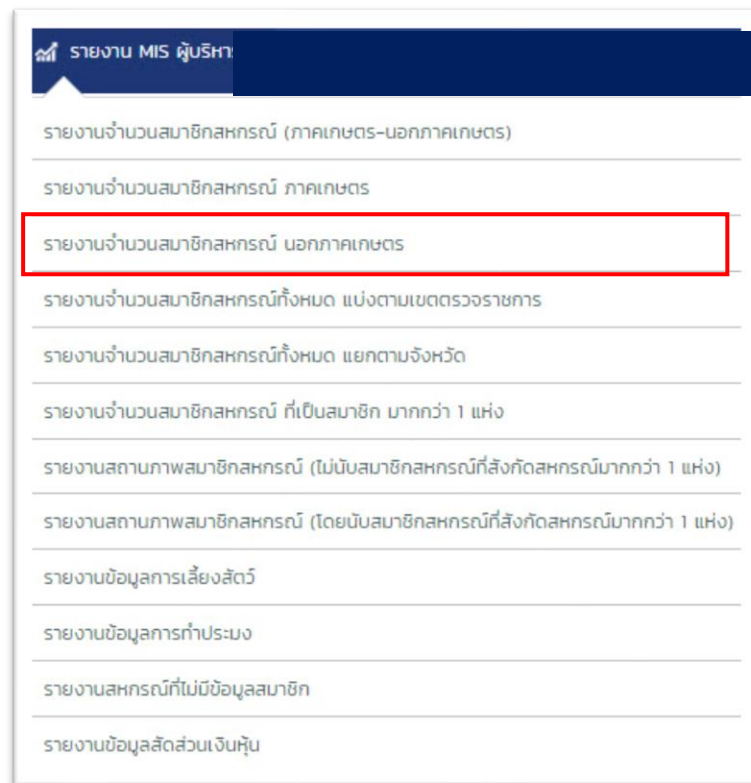 รายงาน MIS ผู้บริหาร
รายงานจำนวนสมาชิกสหกรณ์ (ภาคเกษตร-นอกภาคเกษตร)
รายงานจำนวนสมาชิกสหกรณ์ ภาคเกษตร
รายงานจำนวนสมาชิกสหกรณ์ นอกภาคเกษตร
รายงานจำนวนสมาชิกสหกรณ์ทั้งหมด แบ่งตามเขตตรวจราชการ
รายงานจำนวนสมาชิกสหกรณ์ทั้งหมด แยกตามจังหวัด
รายงานจำนวนสมาชิกสหกรณ์ ที่เป็นสมาชิก มากกว่า 1 แห่ง
รายงานสถานภาพสมาชิกสหกรณ์ (ไม่นับสมาชิกสหกรณ์ที่สังกัดสหกรณ์มากกว่า 1 แห่ง)
รายงานสถานภาพสมาชิกสหกรณ์ (โดยนับสมาชิกสหกรณ์ที่สังกัดสหกรณ์มากกว่า 1 แห่ง)
รายงานข้อมูลการเลี้ยงสัตว์
รายงานข้อมูลการทำประมง
รายงานสหกรณ์ที่ไม่มีข้อมูลสมาชิก
รายงานข้อมูลสัดส่วนเงินหุ้น